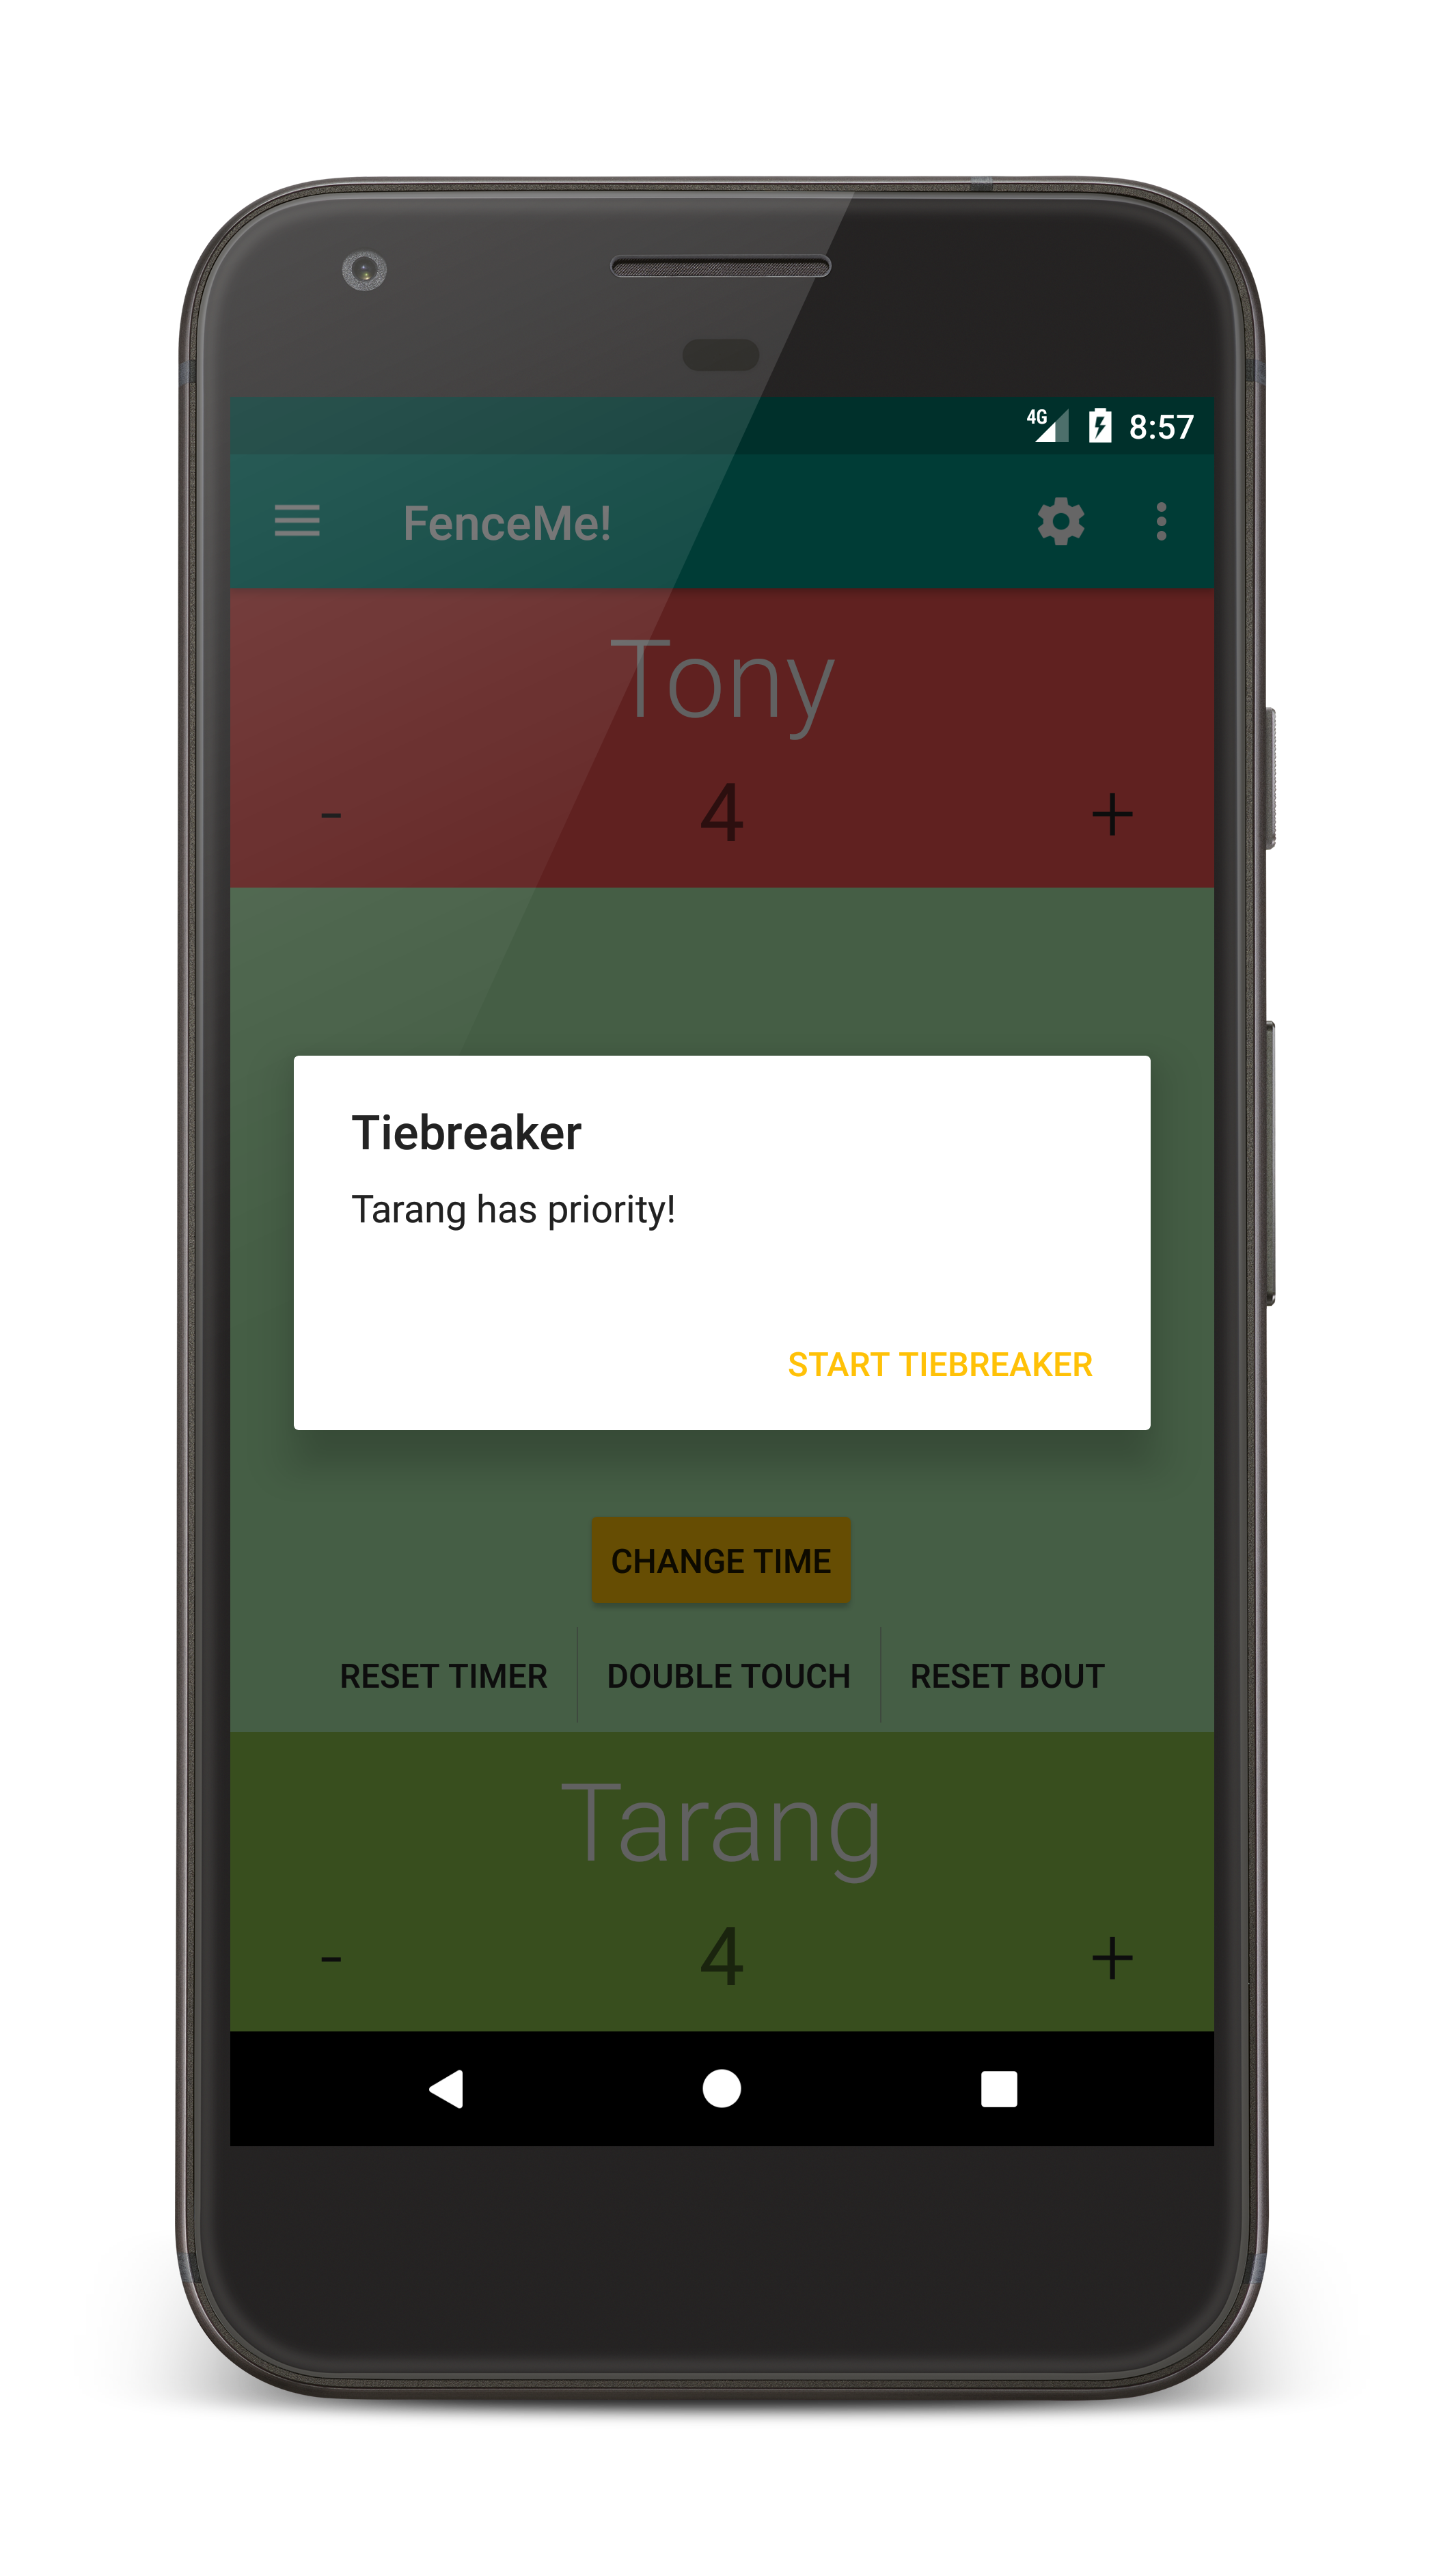 4G 8:57
FenceMe!
Tony
- 4 +
Tiebreaker
Tarang has priority!
START TIEBREAKER
CHANGE TIME
RESET TIMER DOUBLE TOUCH RESET BOUT
Tarang
- 4 +